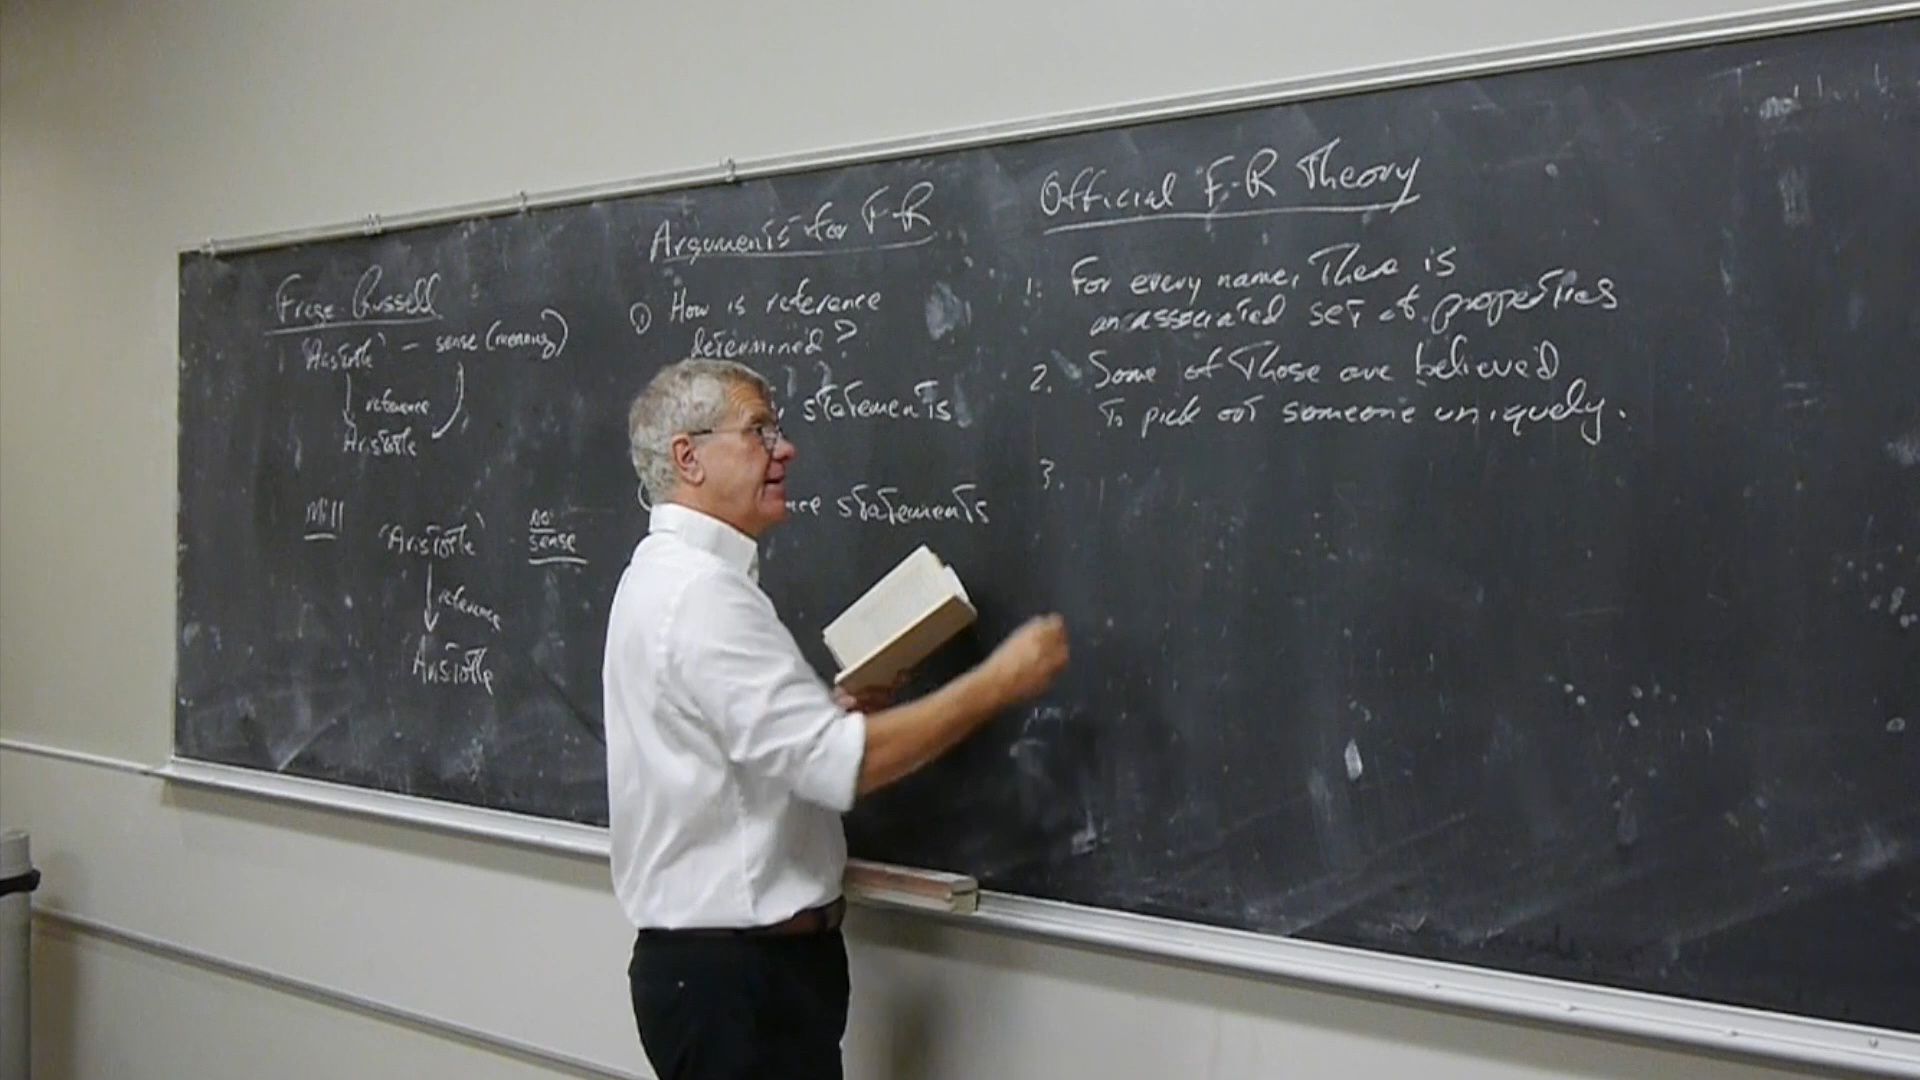 Frege-Russell
'Aristotle' - sense (meaning)
reference
Aristotle
Mill
'Aristotle'
no
sense
reference
Aristotle
Arguments for F-R
① How is reference
determined?
statements
statements
Official F-R Theory
1. For every name, There is
an associated set of properties
2. Some of Those are believed
To pick out someone uniquely.
3.